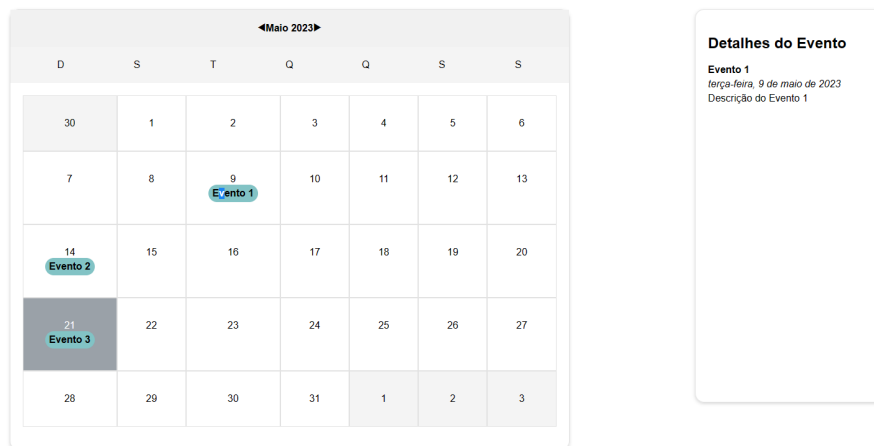 ◀Maio 2023▶
D S T Q Q S S
30 1 2 3 4 5 6
7 8 9 10 11 12 13
Evento 1
14 15 16 17 18 19 20
Evento 2
21 22 23 24 25 26 27
Evento 3
28 29 30 31 1 2 3
Detalhes do Evento
Evento 1
terça-feira, 9 de maio de 2023
Descrição do Evento 1